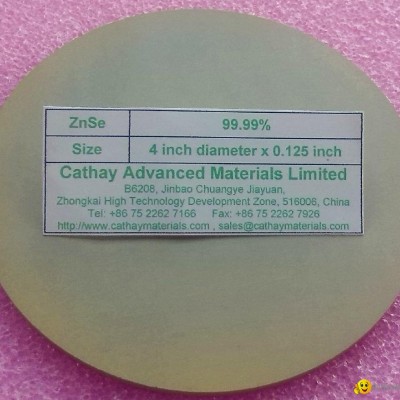 ZnSe 99.99%
Size 4 inch diameter x 0.125 inch
Cathay Advanced Materials Limited
B6208, Jinbao Chuangye Jiayuan,
Zhongkai High Technology Development Zone, 516006, China
Tel: +86 75 2262 7166 Fax: +86 75 2262 7926
http://www.cathaymaterials.com , sales@cathaymaterials.com